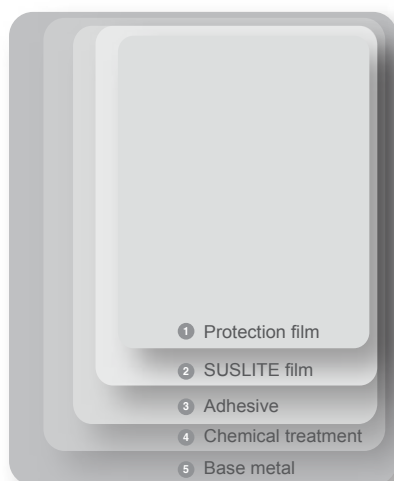 1 Protection film
2 SUSLITE film
3 Adhesive
4 Chemical treatment
5 Base metal